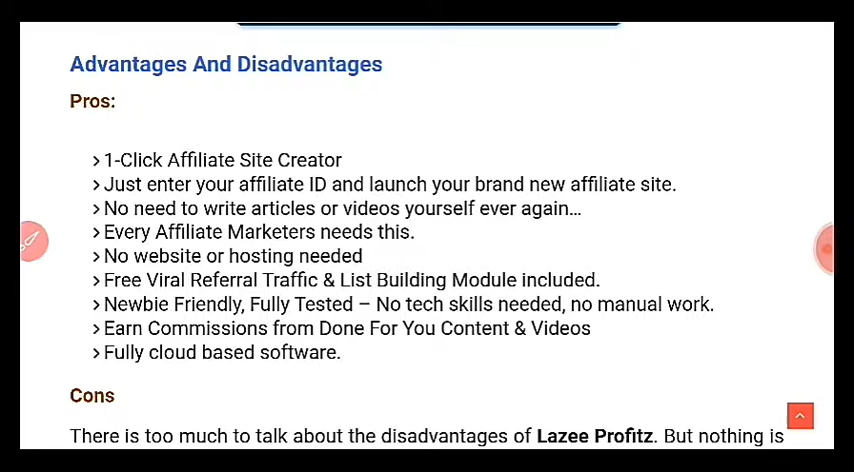 Advantages And Disadvantages
Pros:
> 1-Click Affiliate Site Creator
> Just enter your affiliate ID and launch your brand new affiliate site.
> No need to write articles or videos yourself ever again...
> Every Affiliate Marketers needs this.
> No website or hosting needed
> Free Viral Referral Traffic & List Building Module included.
> Newbie Friendly, Fully Tested – No tech skills needed, no manual work.
> Earn Commissions from Done For You Content & Videos
> Fully cloud based software.
Cons
There is too much to talk about the disadvantages of Lazee Profitz. But nothing is